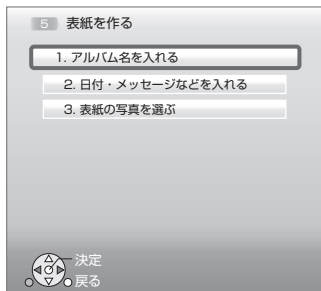 5 表紙を作る
1. アルバム名を入れる
2. 日付・メッセージなどを入れる
3. 表紙の写真を選ぶ
決定
戻る